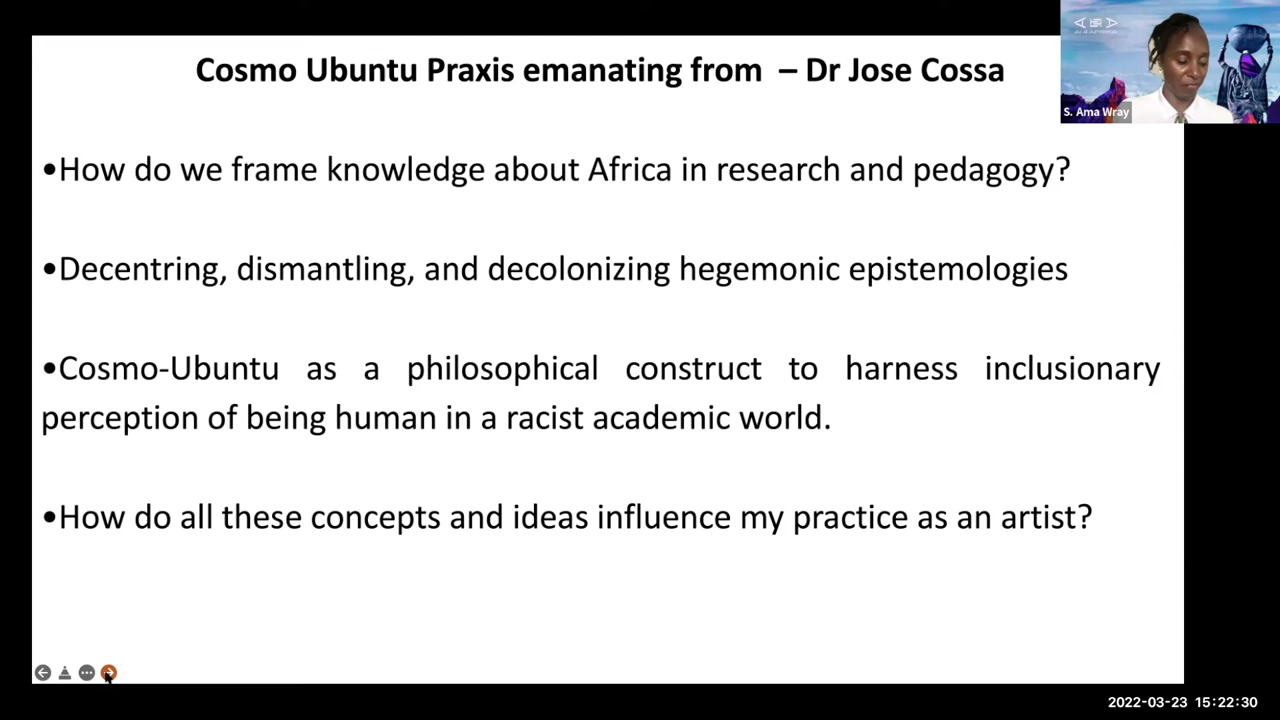 Cosmo Ubuntu Praxis emanating from – Dr Jose Cossa
S. Ama Wray
•How do we frame knowledge about Africa in research and pedagogy?
•Decentring, dismantling, and decolonizing hegemonic epistemologies
•Cosmo-Ubuntu as a philosophical construct to harness inclusionary
perception of being human in a racist academic world.
•How do all these concepts and ideas influence my practice as an artist?
2022-03-23 15:22:30